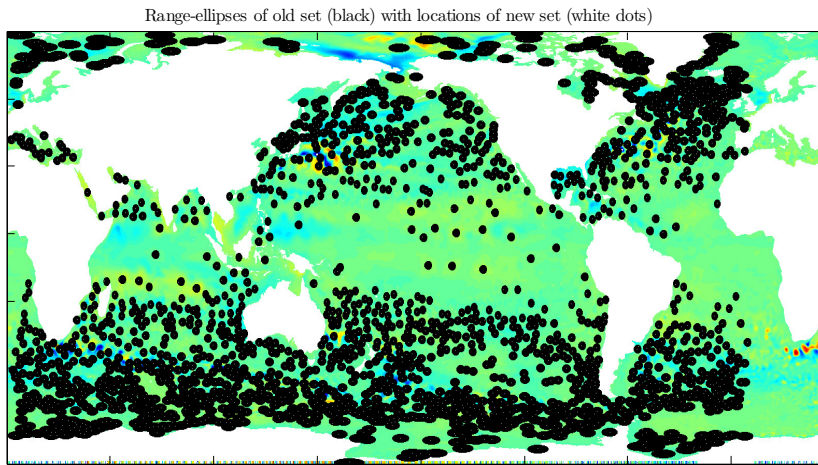 Range-ellipses of old set (black) with locations of new set (white dots)